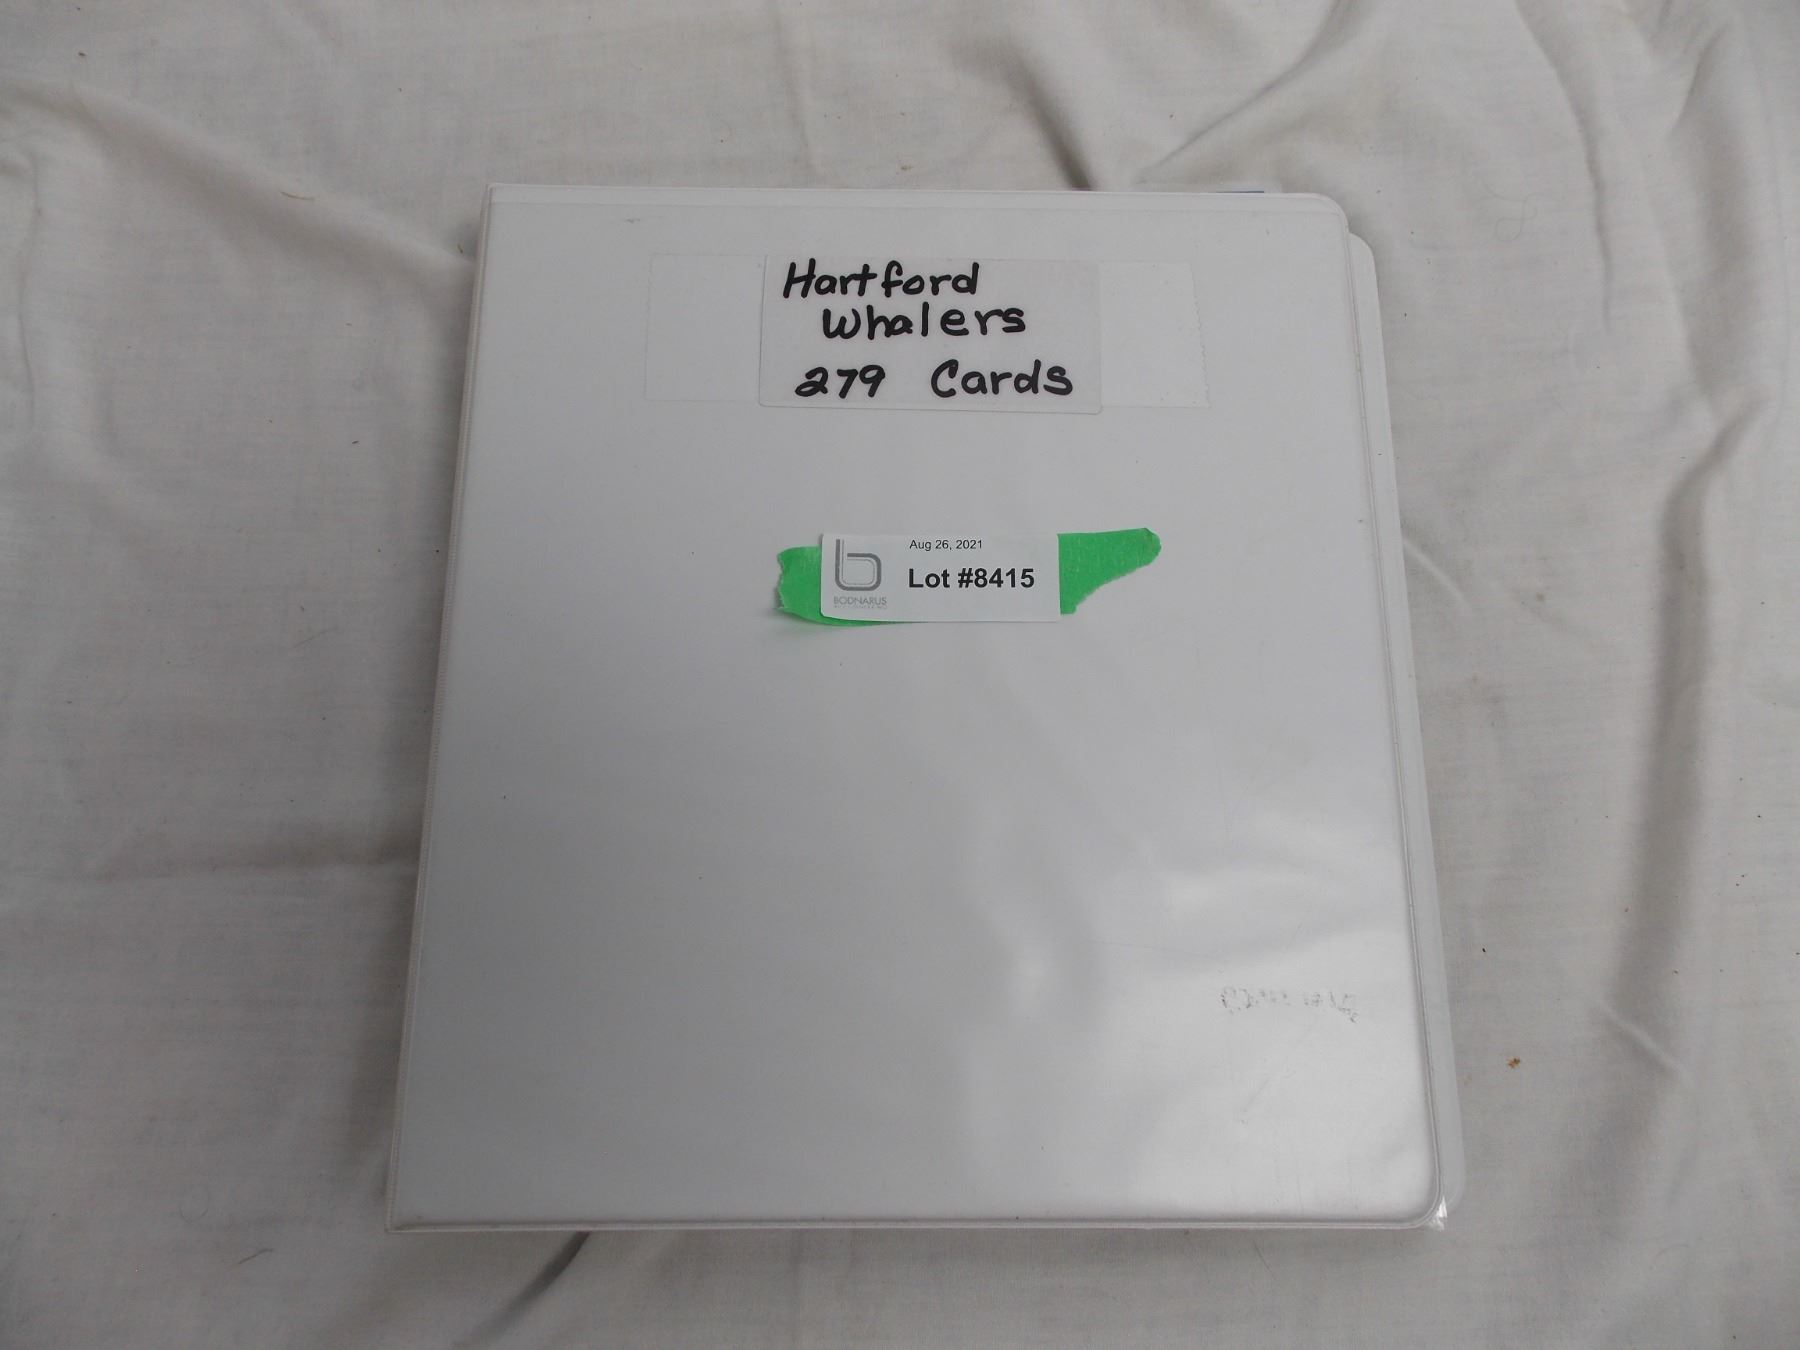 Hartford
Whalers
279 Cards
Aug 26, 2021
Lot #8415
BODNARUS